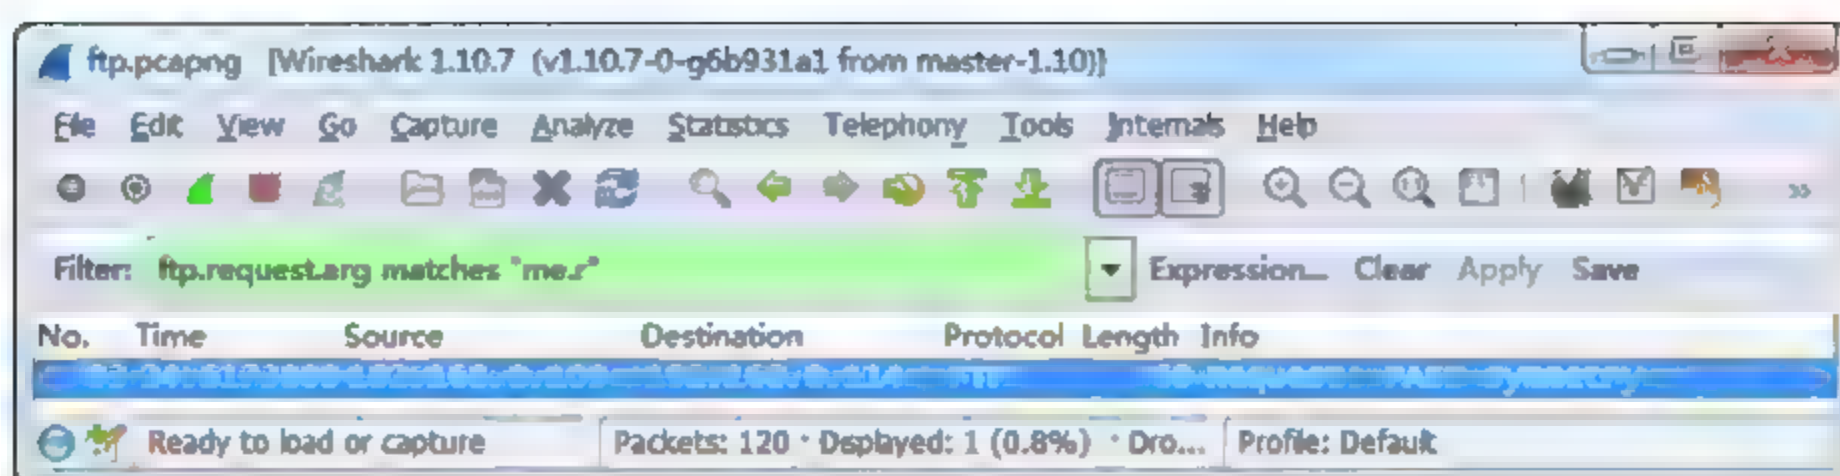 ftp.pcapng [Wireshark 1.10.7 (v1.10.7-0-g6b931a1 from master-1.10)]
File Edit View Go Capture Analyze Statistics Telephony Tools Internals Help
Filter: ftp.request.arg matches "me.r" Expression... Clear Apply Save
No. Time Source Destination Protocol Length Info
Ready to load or capture Packets: 120 · Displayed: 1 (0.8%) · Dro... Profile: Default